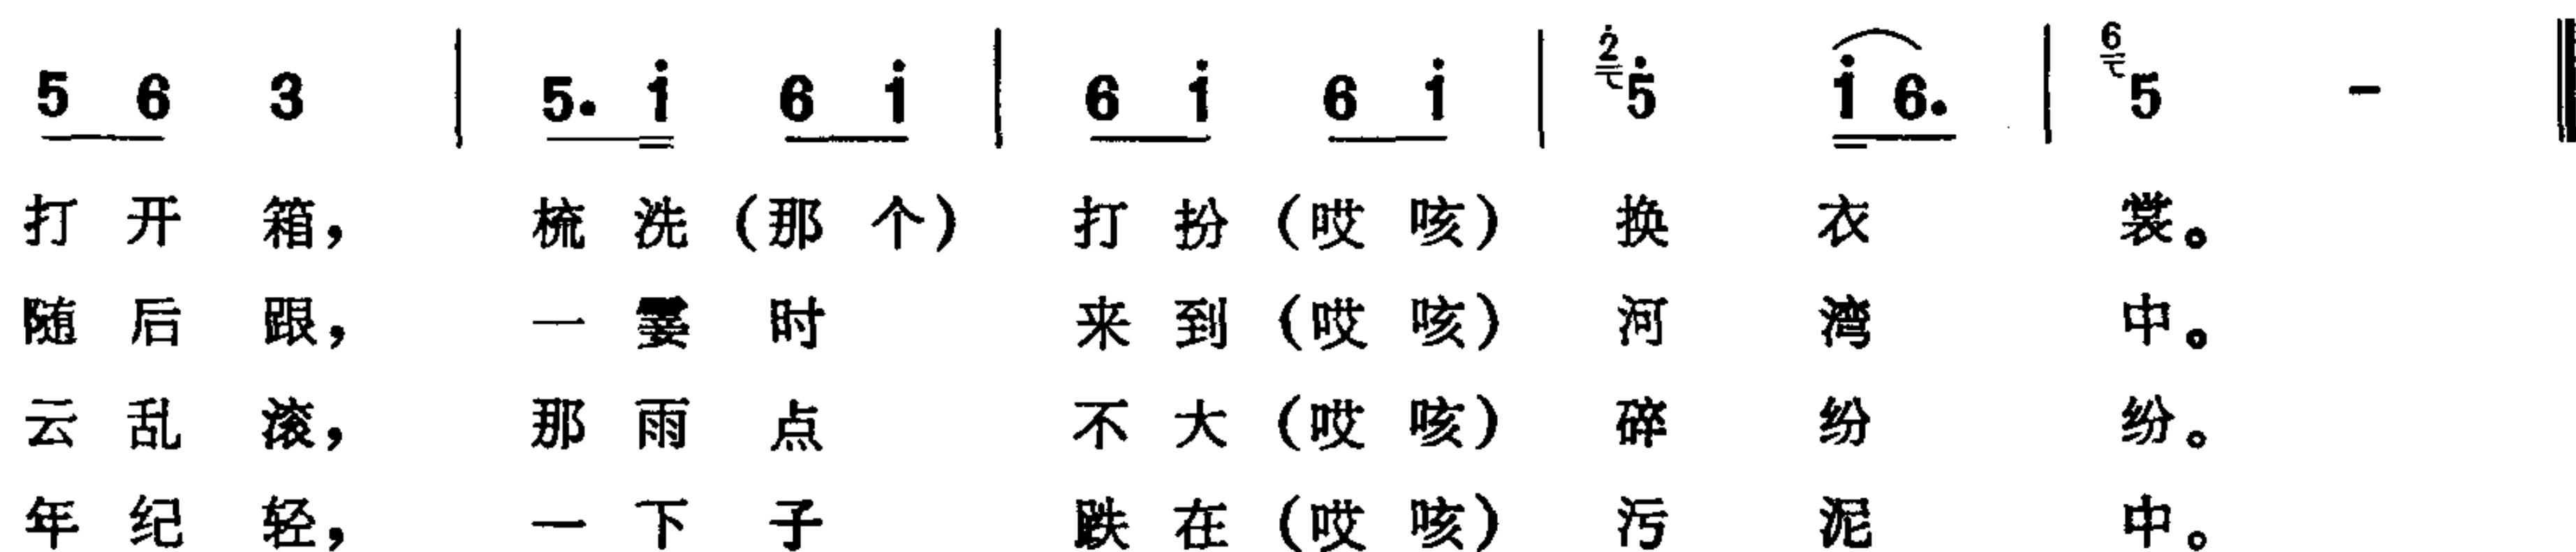 5 6 3 | 5. i̇ 6 i̇ | 6 i̇ 6 i̇ | 2̇ 5̇ i̇ 6. | 6 5 - ‖
打开箱，梳洗（那个）打扮（哎咳）换衣裳。
随后跟，一霎时来到（哎咳）河湾中。
云乱滚，那雨点不大（哎咳）碎纷纷。
年纪轻，一下子跌在（哎咳）污泥中。